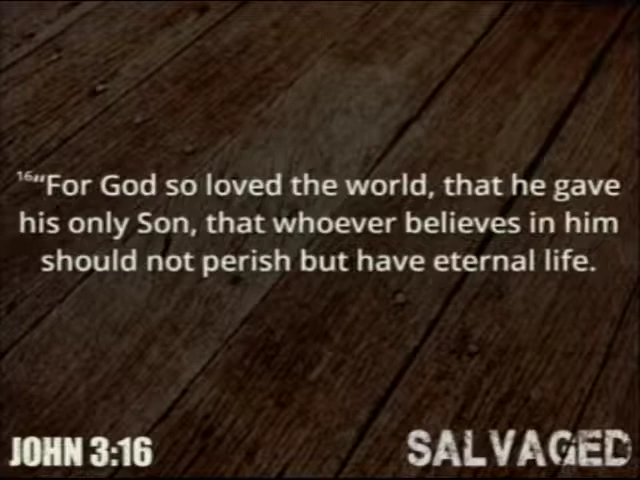 ¹⁶“For God so loved the world, that he gave
his only Son, that whoever believes in him
should not perish but have eternal life.
JOHN 3:16
SALVAGED